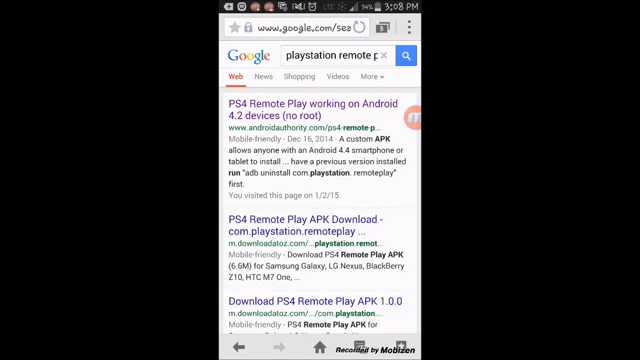 LTE 34% 3:08 PM
www.google.com/sea
3
Google playstation remote p
Web News Shopping Videos More
PS4 Remote Play working on Android
4.2 devices (no root)
www.androidauthority.com/ps4-remote-p...
Mobile-friendly - Dec 16, 2014 - A custom APK
allows anyone with an Android 4.4 smartphone or
tablet to install ... have a previous version installed
run "adb uninstall com.playstation. remoteplay"
first.
You visited this page on 1/2/15.
PS4 Remote Play APK Download -
com.playstation.remoteplay ...
m.downloadatoz.com/...playstation.remot...
Mobile-friendly - Download PS4 Remote Play APK
(6.6M) for Samsung Galaxy, LG Nexus, BlackBerry
Z10, HTC M7 One, ...
Download PS4 Remote Play APK 1.0.0
m.downloadatoz.com/.../com.playstation....
Mobile-friendly - PS4 Remote Play APK for
Recorded by Mobizen